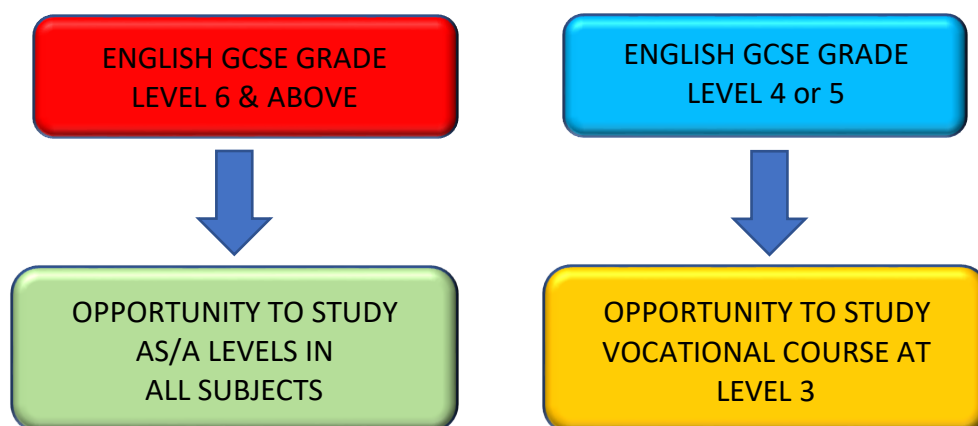 ENGLISH GCSE GRADE
LEVEL 6 & ABOVE
ENGLISH GCSE GRADE
LEVEL 4 or 5
OPPORTUNITY TO STUDY
AS/A LEVELS IN
ALL SUBJECTS
OPPORTUNITY TO STUDY
VOCATIONAL COURSE AT
LEVEL 3